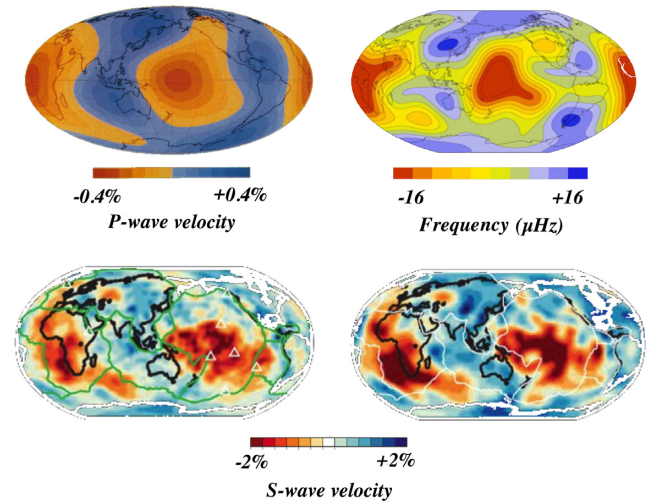 -0.4% +0.4%
P-wave velocity
-16 +16
Frequency (μHz)
-2% +2%
S-wave velocity